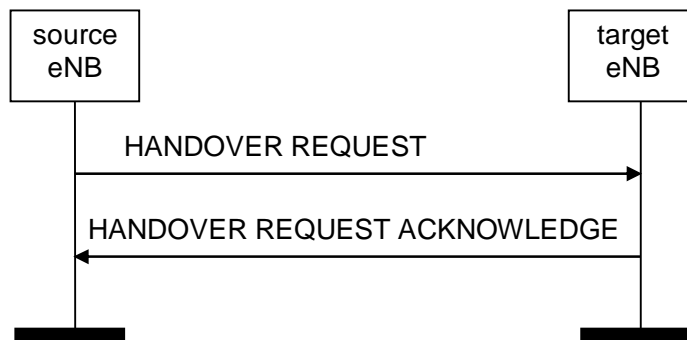 source
eNB
target
eNB
HANDOVER REQUEST
HANDOVER REQUEST ACKNOWLEDGE